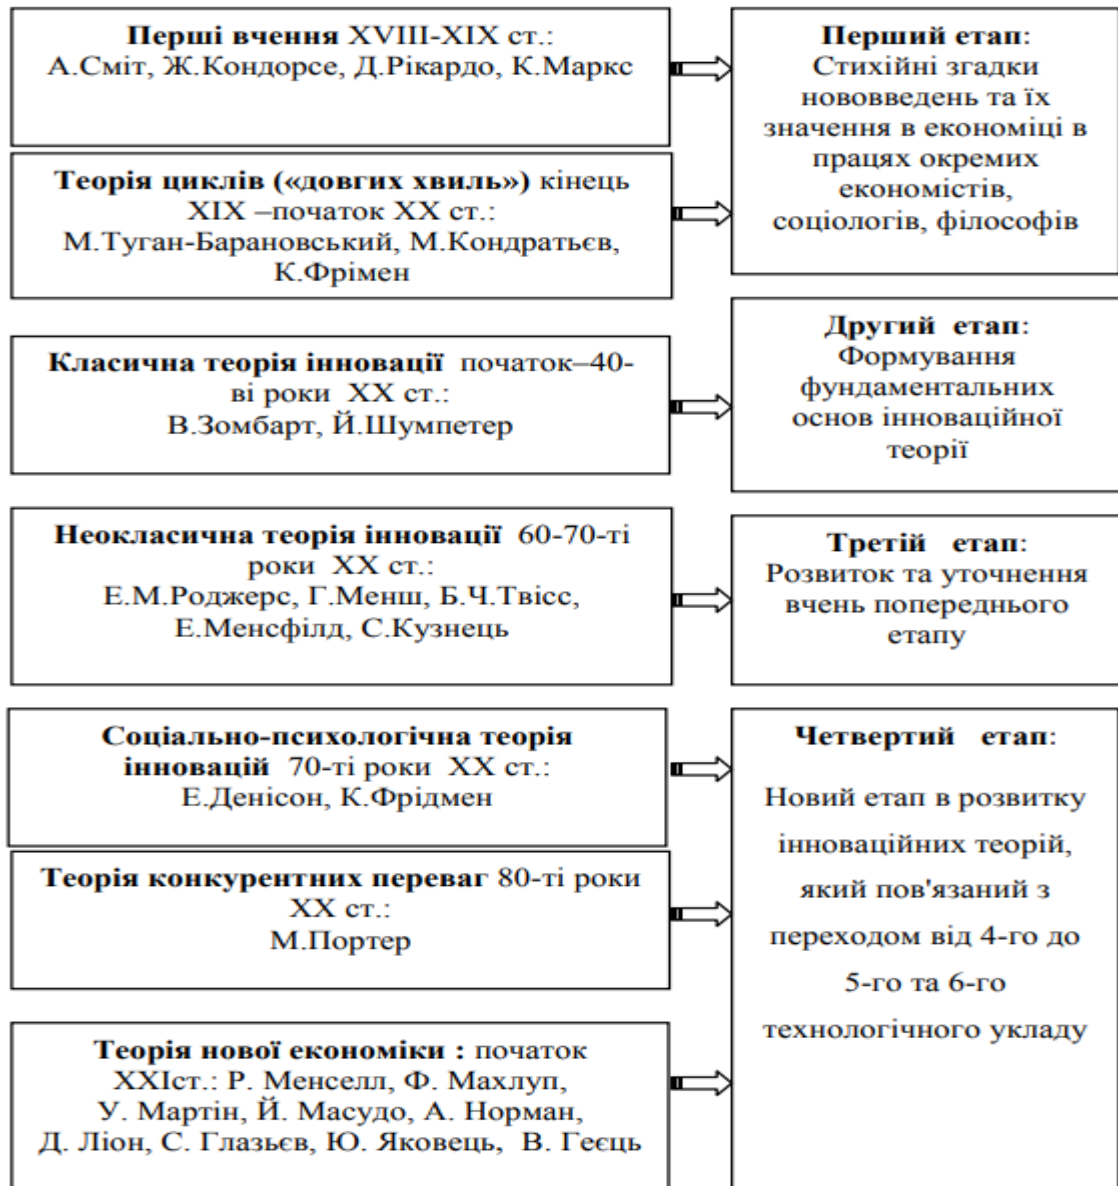 Перші вчення XVIII-XIX ст.:
А.Сміт, Ж.Кондорсе, Д.Рікардо, К.Маркс
Перший етап:
Стихійні згадки
нововведень та їх
значення в економіці в
працях окремих
економістів,
соціологів, філософів
Теорія циклів («довгих хвиль») кінець
XIX –початок XX ст.:
М.Туган-Барановський, М.Кондратьєв,
К.Фрімен
Класична теорія інновації початок–40-
ві роки XX ст.:
В.Зомбарт, Й.Шумпетер
Другий етап:
Формування
фундаментальних
основ інноваційної
теорії
Неокласична теорія інновації 60-70-ті
роки XX ст.:
Е.М.Роджерс, Г.Менш, Б.Ч.Твісс,
Е.Менсфілд, С.Кузнець
Третій етап:
Розвиток та уточнення
вчень попереднього
етапу
Соціально-психологічна теорія
інновацій 70-ті роки XX ст.:
Е.Денісон, К.Фрідмен
Теорія конкурентних переваг 80-ті роки
XX ст.:
М.Портер
Теорія нової економіки : початок
XXIст.: Р. Менселл, Ф. Махлуп,
У. Мартін, Й. Масудо, А. Норман,
Д. Ліон, С. Глазьєв, Ю. Яковець, В. Геєць
Четвертий етап:
Новий етап в розвитку
інноваційних теорій,
який пов'язаний з
переходом від 4-го до
5-го та 6-го
технологічного укладу